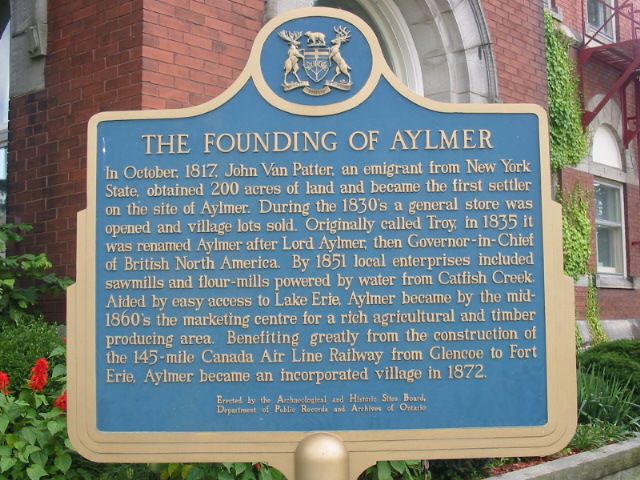 THE FOUNDING OF AYLMER
In October, 1817, John Van Patter, an emigrant from New York
State, obtained 200 acres of land and became the first settler
on the site of Aylmer. During the 1830's a general store was
opened and village lots sold. Originally called Troy, in 1835 it
was renamed Aylmer after Lord Aylmer, then Governor-in-Chief
of British North America. By 1851 local enterprises included
sawmills and flour-mills powered by water from Catfish Creek.
Aided by easy access to Lake Erie, Aylmer became by the mid-
1860's the marketing centre for a rich agricultural and timber
producing area. Benefiting greatly from the construction of
the 145-mile Canada Air Line Railway from Glencoe to Fort
Erie, Aylmer became an incorporated village in 1872.
Erected by the Archaeological and Historic Sites Board,
Department of Public Records and Archives of Ontario